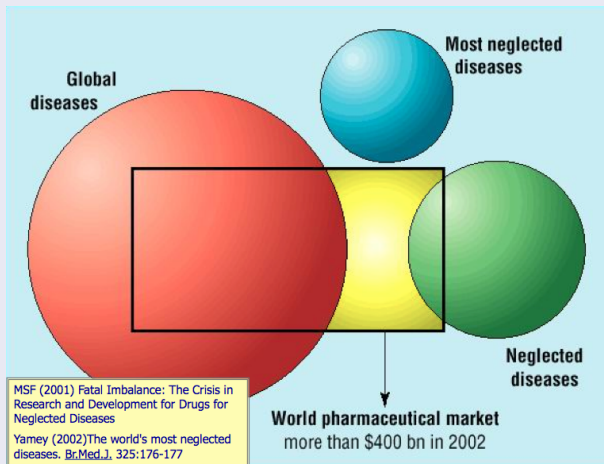 Most neglected
diseases
Global
diseases
Neglected
diseases
MSF (2001) Fatal Imbalance: The Crisis in
Research and Development for Drugs for
Neglected Diseases
Yamey (2002)The world's most neglected
diseases. Br.Med.J. 325:176-177
World pharmaceutical market
more than $400 bn in 2002